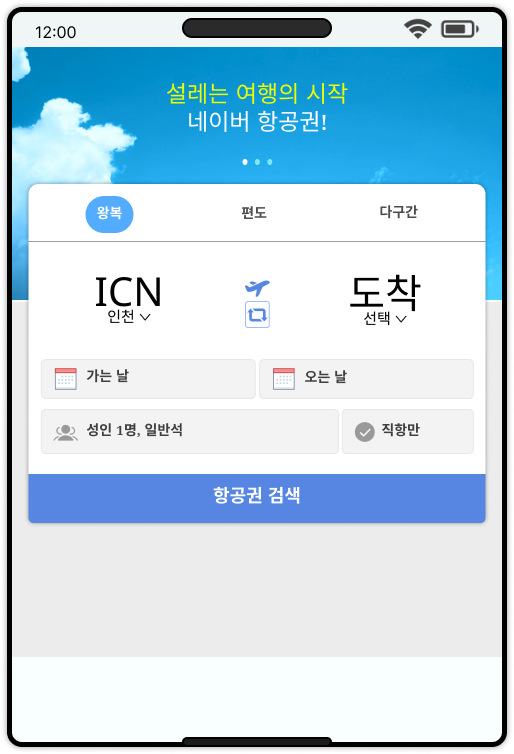 12:00
설레는 여행의 시작
네이버 항공권!
왕복 편도 다구간
ICN 도착
인천 선택
가는 날 오는 날
성인 1명, 일반석 직항만
항공권 검색